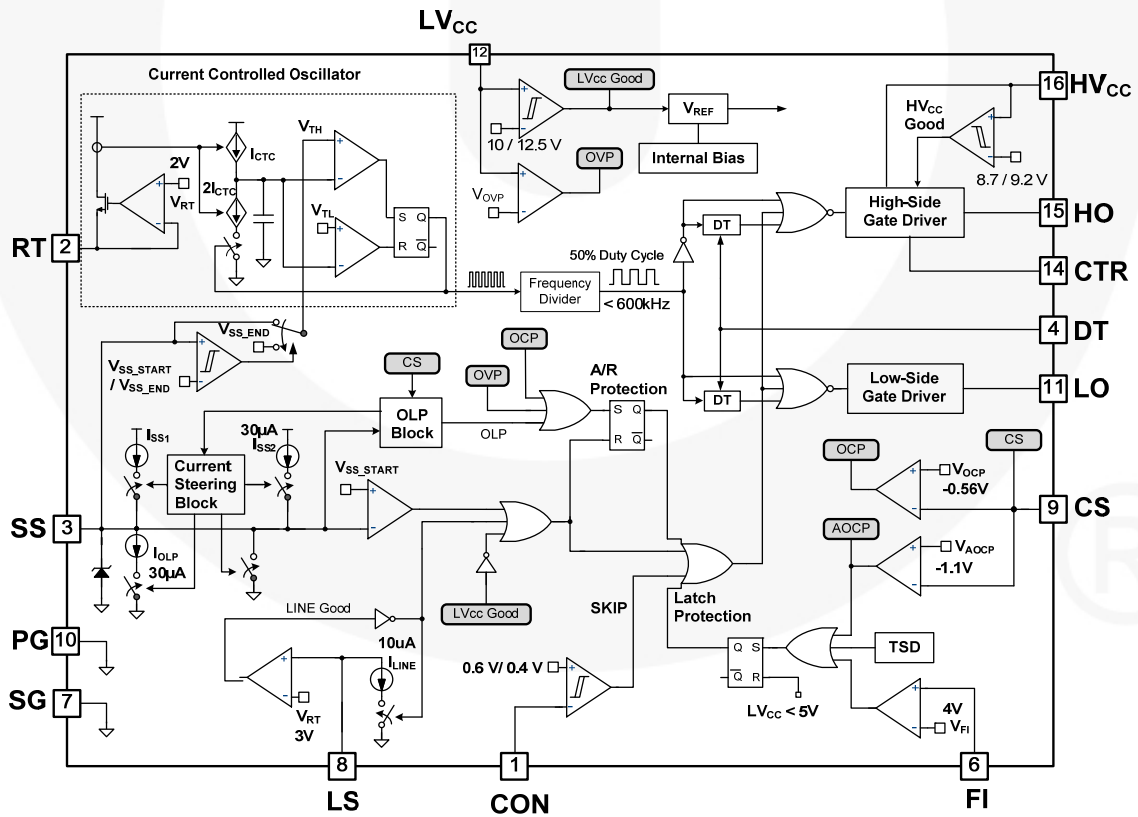 LVCC
12
Current Controlled Oscillator
LVcc Good
16 HVCC
VTH
+
-
VREF
HVCC
Good
+
-
10 / 12.5 V
ICTC
+
-
OVP
Internal Bias
2V
+
VRT
-
2ICTC
VOVP
+
-
8.7 / 9.2 V
VTL
+
-
S Q
R Q
DT
High-Side
Gate Driver
15 HO
RT 2
50% Duty Cycle
14 CTR
Frequency
Divider
< 600kHz
VSS_END
OCP
4 DT
VSS_START
/ VSS_END
+
-
CS
OVP
A/R
Protection
DT
Low-Side
Gate Driver
11 LO
OLP
Block
OLP
S Q
R Q
ISS1
30µA
ISS2
Current
Steering
Block
VSS_START
+
-
OCP
CS
+
-
VOCP
-0.56V
SS 3
9 CS
AOCP
IOLP
30µA
+
-
VAOCP
-1.1V
LINE Good
LVcc Good
SKIP
Latch
Protection
PG 10
10uA
ILINE
0.6 V/ 0.4 V
+
-
Q S
Q R
TSD
SG 7
+
-
VRT
3V
LVCC < 5V
+
-
4V
VFI
8
1
6
LS
CON
FI
R